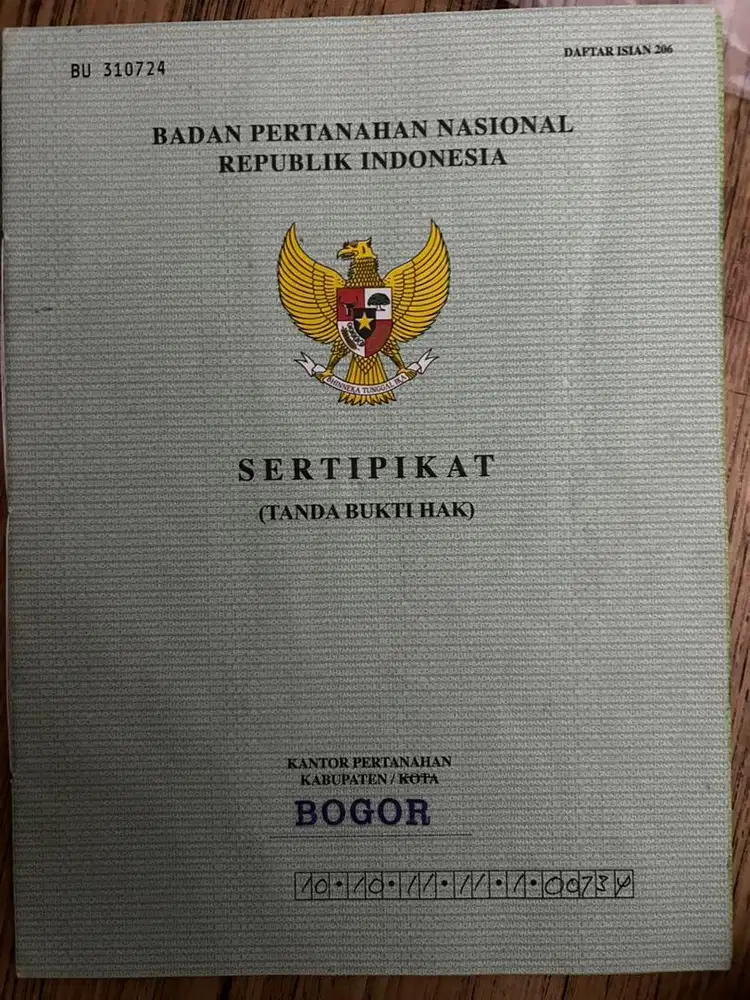 BU 310724
DAFTAR ISIAN 206
BADAN PERTANAHAN NASIONAL
REPUBLIK INDONESIA
BHINNEKA TUNGGAL IKA
SERTIPIKAT
(TANDA BUKTI HAK)
KANTOR PERTANAHAN
KABUPATEN / KOTA
BOGOR
10.10.11.11.1.00734